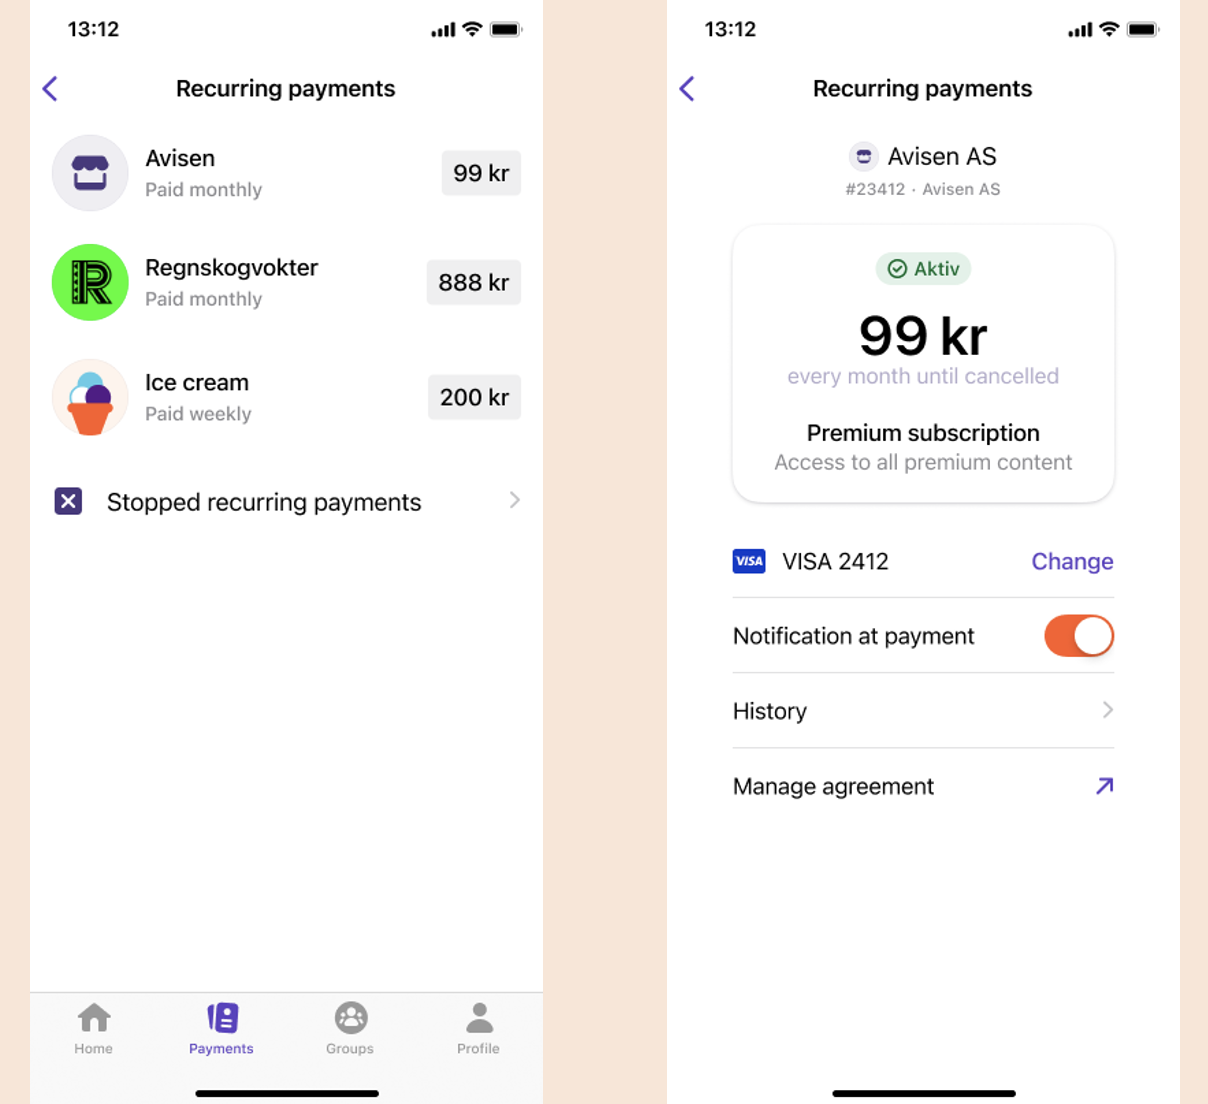 13:12
Recurring payments
Avisen
Paid monthly
99 kr
Regnskogvokter
Paid monthly
888 kr
Ice cream
Paid weekly
200 kr
Stopped recurring payments
Home
Payments
Groups
Profile
13:12
Recurring payments
Avisen AS
#23412 · Avisen AS
Aktiv
99 kr
every month until cancelled
Premium subscription
Access to all premium content
VISA VISA 2412 Change
Notification at payment
History
Manage agreement